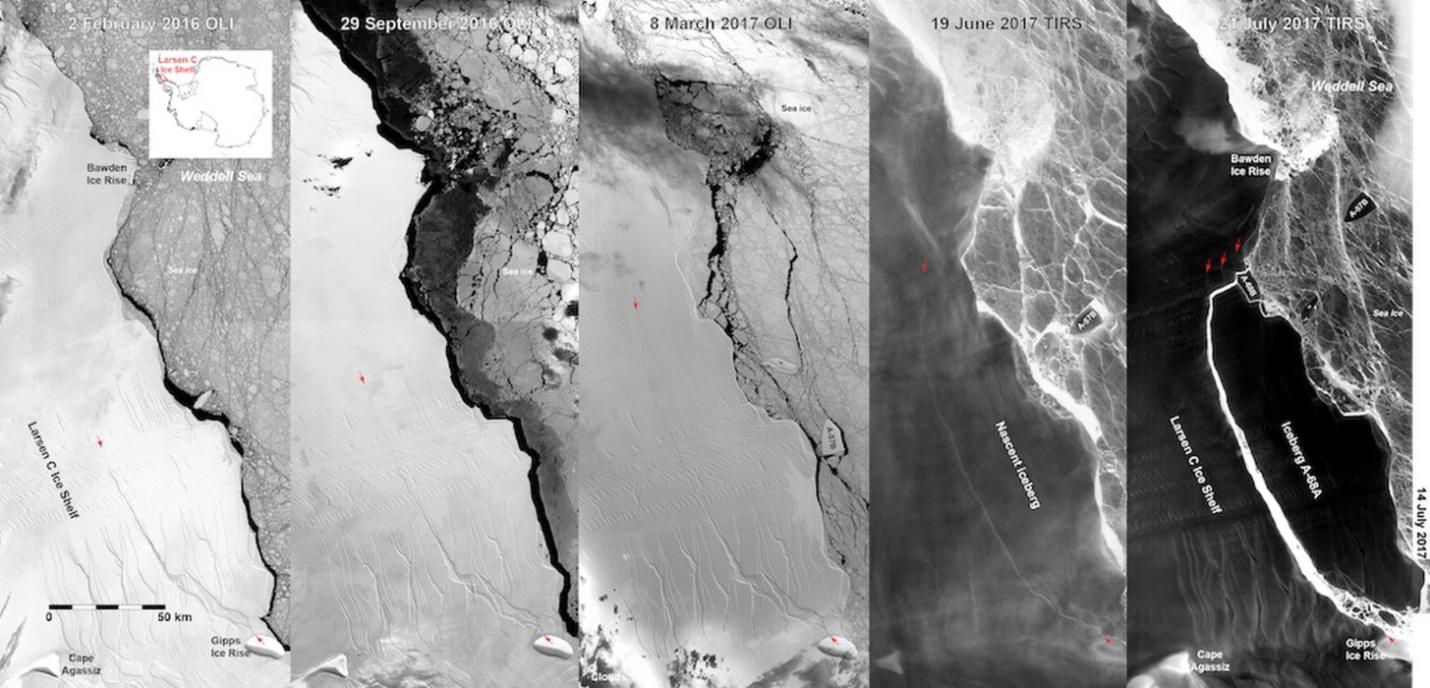 2 February 2016 OLI
Larsen C
Ice Shelf
Bawden
Ice Rise
Weddell Sea
Sea ice
Larsen C Ice Shelf
0
50 km
Gipps
Ice Rise
Cape
Agassiz
29 September 2016 OLI
Sea ice
8 March 2017 OLI
Sea ice
A-57B
Clouds
19 June 2017 TIRS
A-57B
Nascent iceberg
21 July 2017 TIRS
Weddell Sea
Bawden
Ice Rise
A-57B
A-68B
Sea ice
Larsen C Ice Shelf
Iceberg A-68A
14 July 2017
Gipps
Ice Rise
Cape
Agassiz